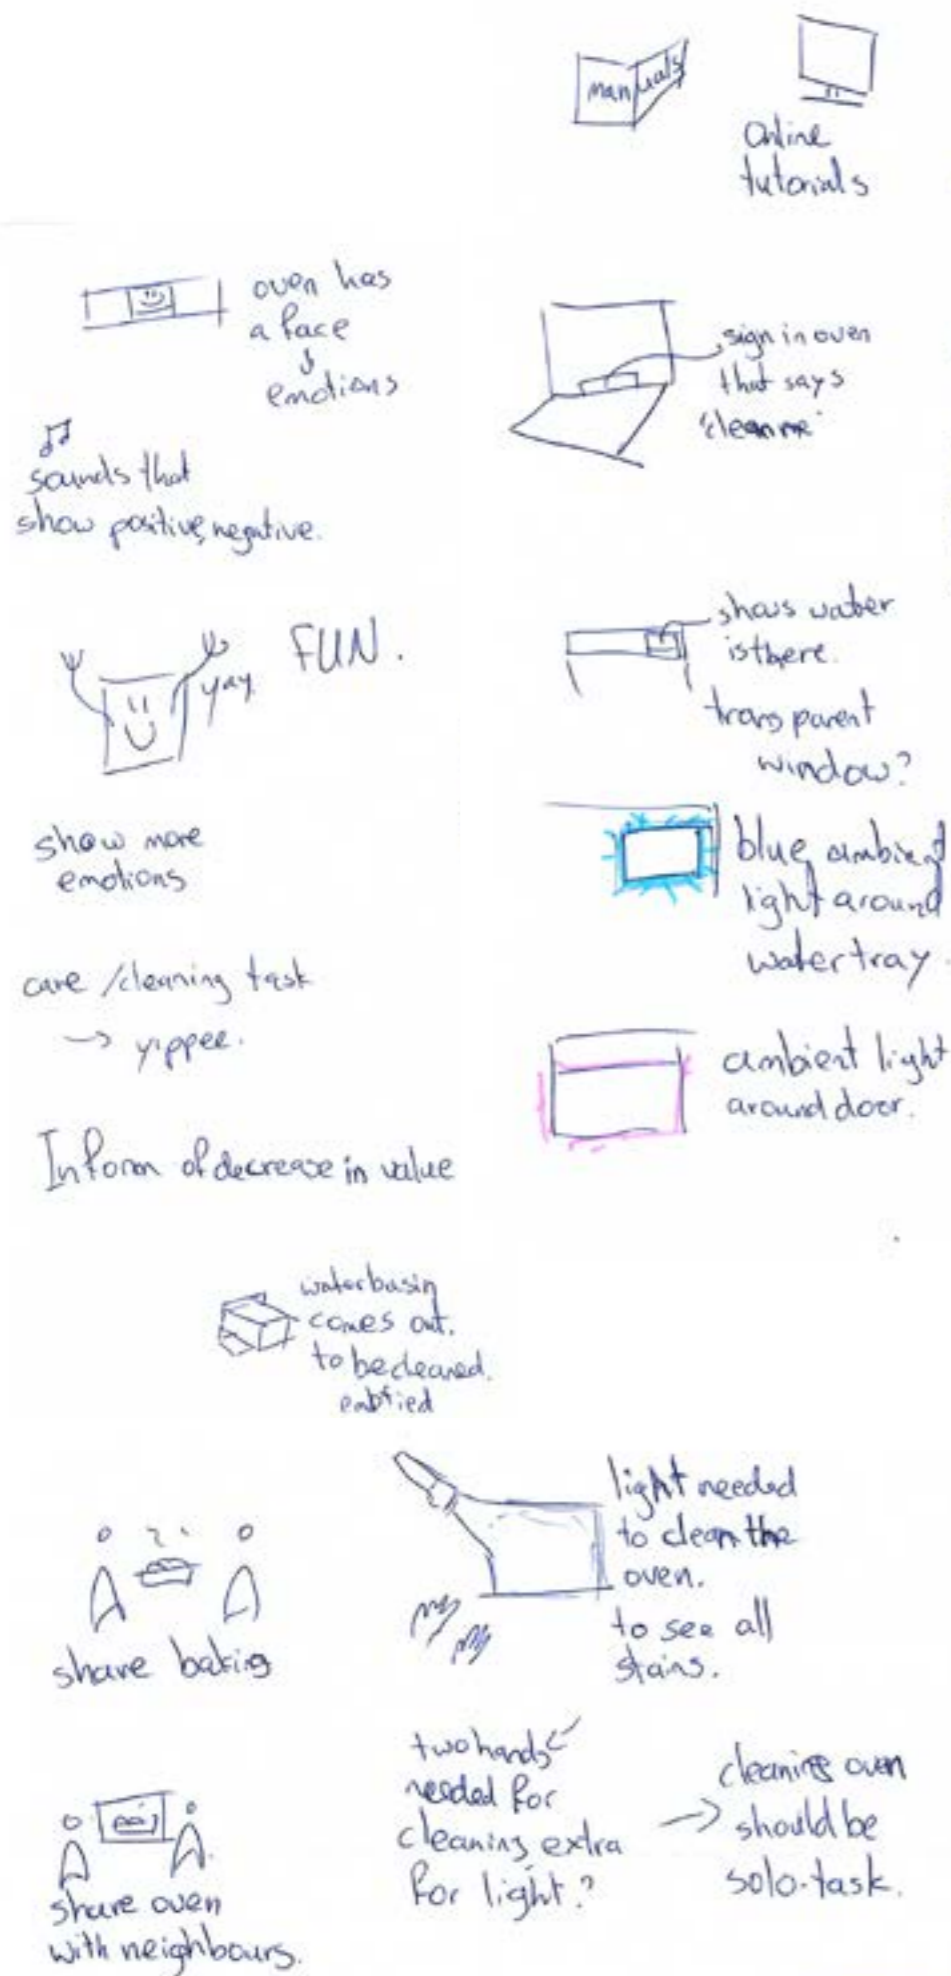 manuals
Online
tutorials
oven has
a face
emotions
sign in oven
that says
'clean me'
sounds that
show positive, negative.
FUN.
yay
shows water
is there.
transparent
window?
show more
emotions
blue ambient
light around
water tray.
care / cleaning task
→ yippee.
ambient light
around door.
Inform of decrease in value
waterbasin
comes out.
to be cleaned.
light needed
to clean the
oven.
to see all
stains.
share baking
two hands
needed for
cleaning extra
for light?
→ cleaning oven
should be
solo-task.
share oven
with neighbours.